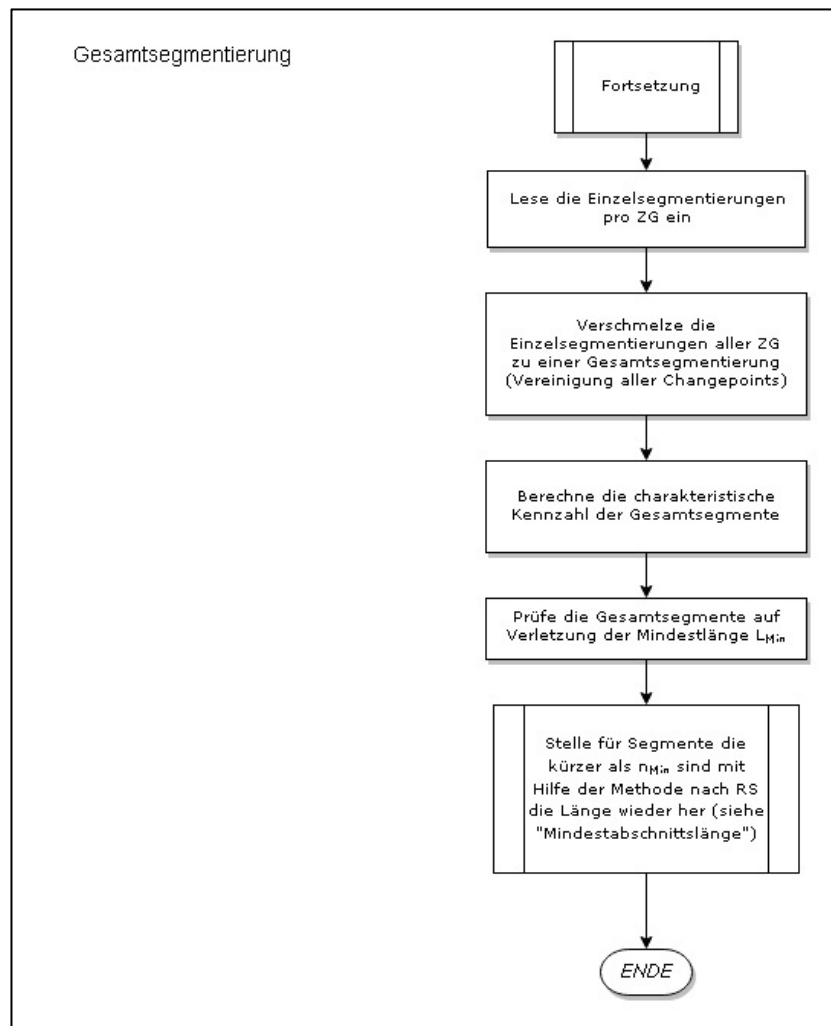 Gesamtsegmentierung
Fortsetzung
Lese die Einzelsegmentierungen
pro ZG ein
Verschmelze die
Einzelsegmentierungen aller ZG
zu einer Gesamtsegmentierung
(Vereinigung aller Changepoints)
Berechne die charakteristische
Kennzahl der Gesamtsegmente
Prüfe die Gesamtsegmente auf
Verletzung der Mindestlänge LMin
Stelle für Segmente die
kürzer als nMin sind mit
Hilfe der Methode nach RS
die Länge wieder her (siehe
"Mindestabschnittslänge")
ENDE